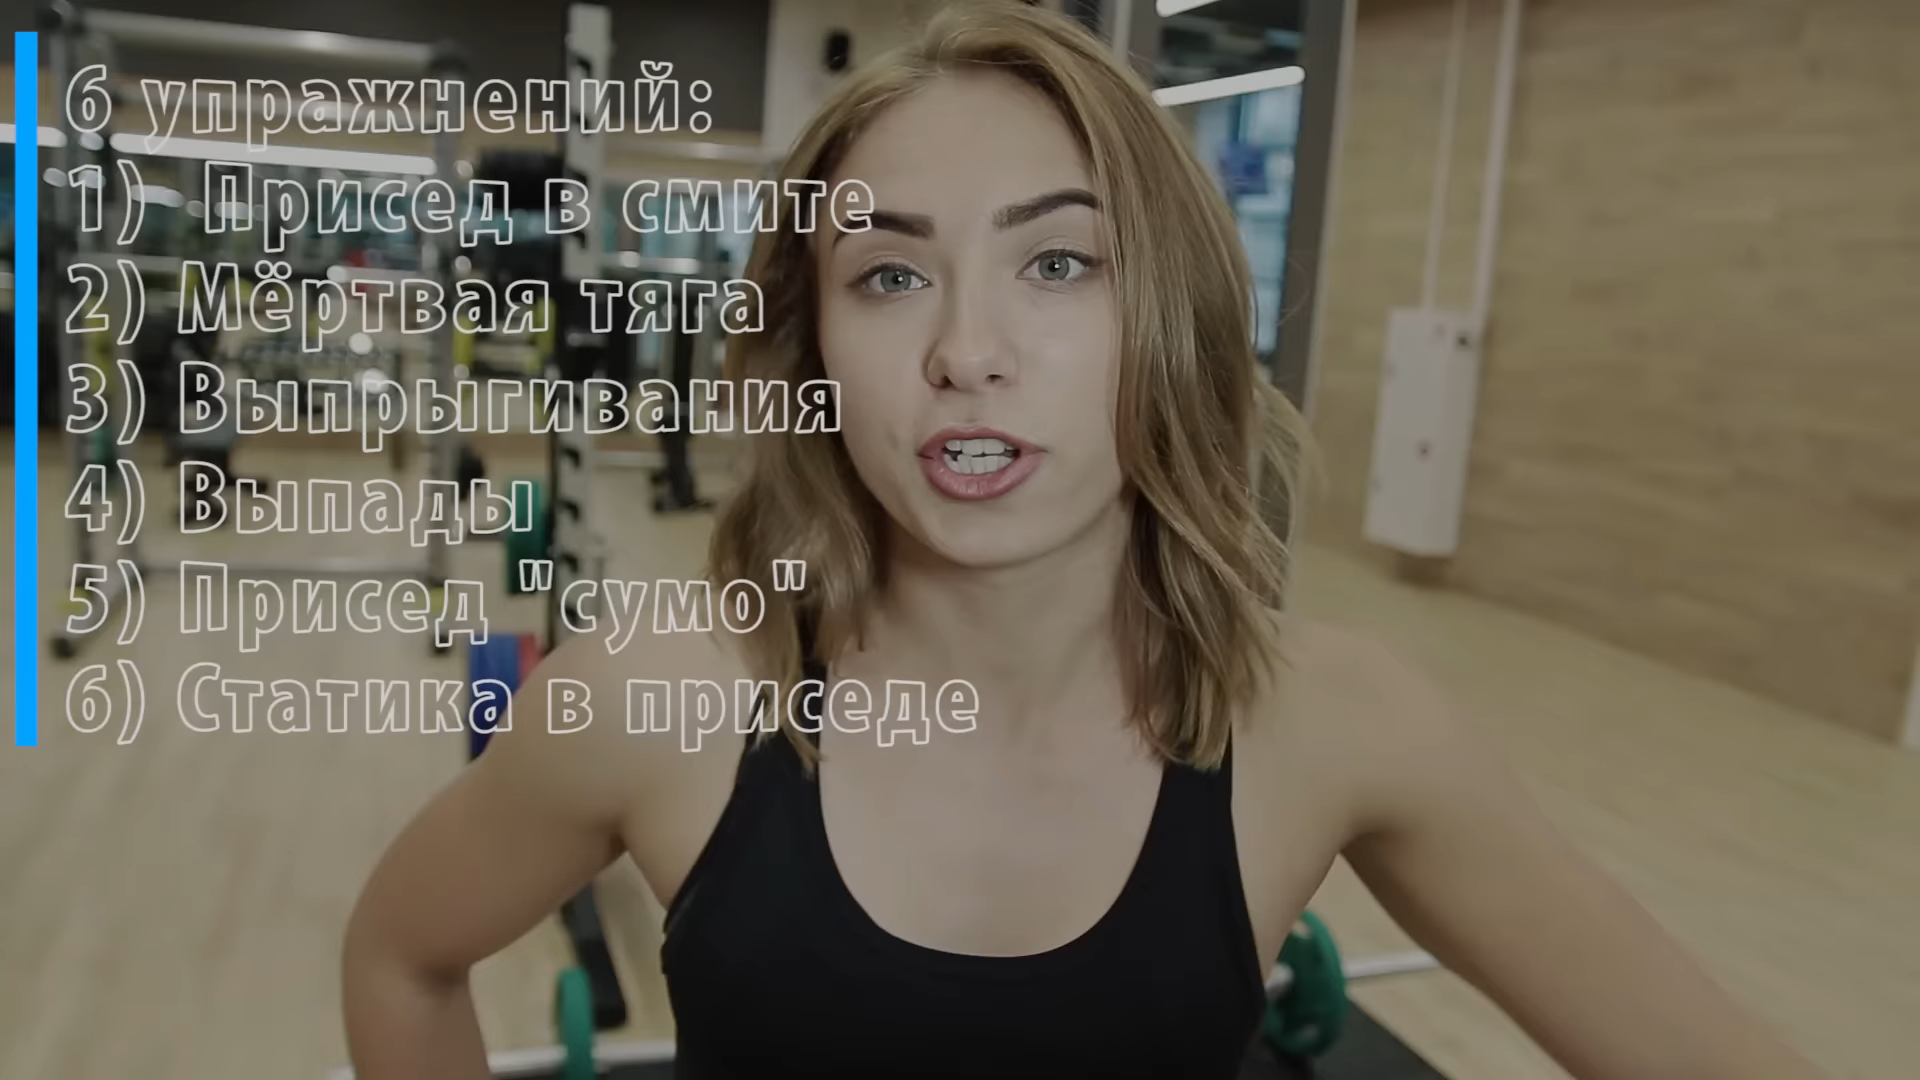 6 упражнений:
1) Присед в смите
2) Мёртвая тяга
3) Выпрыгивания
4) Выпады
5) Присед "сумо"
6) Статика в приседе